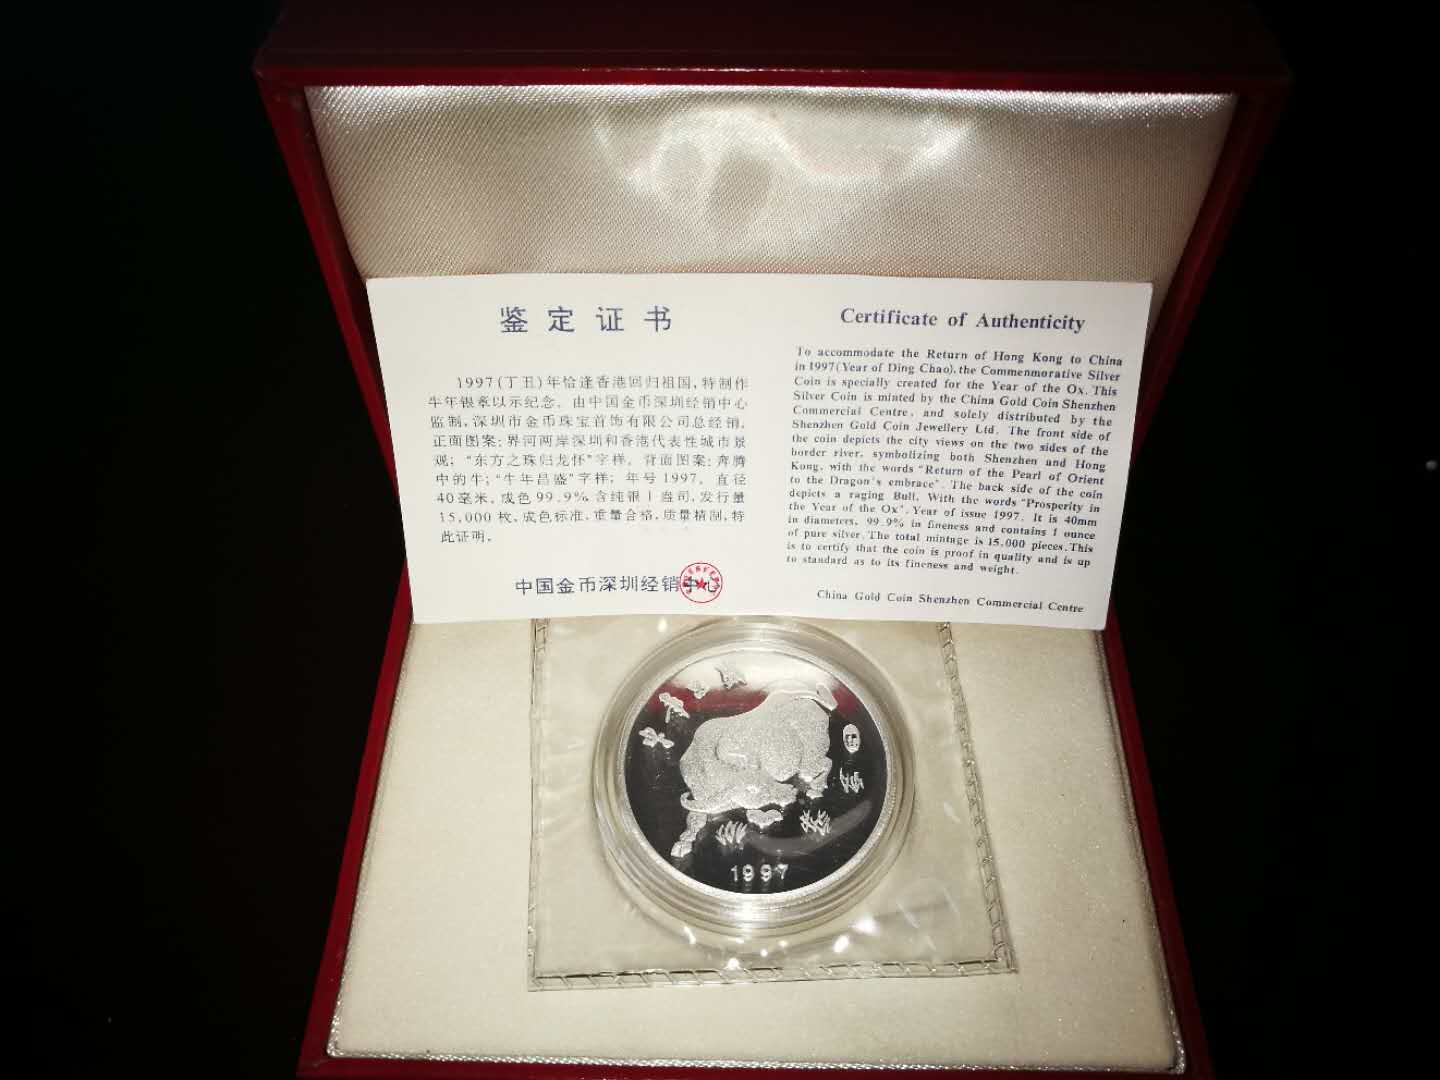 鉴定证书
1997(丁丑)年恰逢香港回归祖国,特制作
牛年银章以示纪念。由中国金币深圳经销中心
监制,深圳市金币珠宝首饰有限公司总经销。
正面图案:界河两岸深圳和香港代表性城市景
观;“东方之珠归龙怀”字样。背面图案:奔腾
中的牛;“牛年昌盛”字样;年号1997。直径
40毫米,成色99.9%,含纯银1盎司,发行量
15,000枚,成色标准,重量合格,质量精制,特
此证明。
中国金币深圳经销中心
Certificate of Authenticity
To accommodate the Return of Hong Kong to China
in 1997(Year of Ding Chao), the Commemorative Silver
Coin is specially created for the Year of the Ox. This
Silver Coin is minted by the China Gold Coin Shenzhen
Commercial Centre, and solely distributed by the
Shenzhen Gold Coin Jewellery Ltd. The front side of
the coin depicts the city views on the two sides of the
border river, symbolizing both Shenzhen and Hong
Kong, with the words "Return of the Pearl of Orient
to the Dragon's embrace". The back side of the coin
depicts a raging Bull. With the words "Prosperity in
the Year of the Ox". Year of issue 1997. It is 40mm
in diameters, 99.9% in fineness and contains 1 ounce
of pure silver. The total mintage is 15,000 pieces. This
is to certify that the coin is proof in quality and is up
to standard as to its fineness and weight.
China Gold Coin Shenzhen Commercial Centre
1997